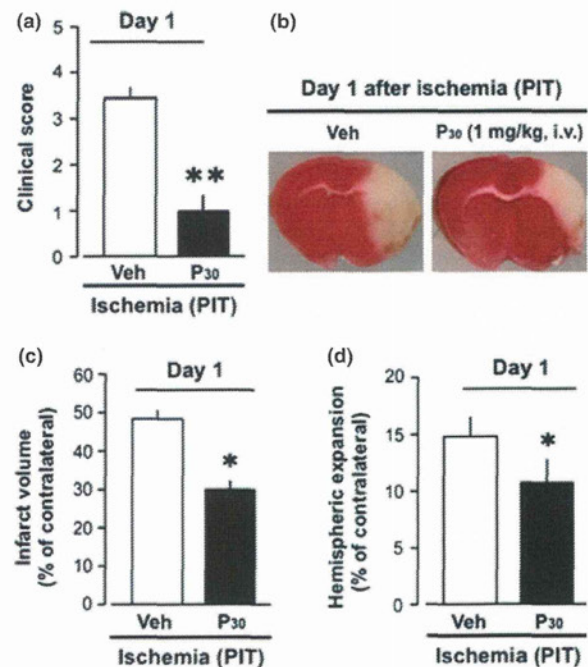 (a)
Day 1
5
4
3
2
1
0
Clinical score
**
Veh P30
Ischemia (PIT)
(b)
Day 1 after ischemia (PIT)
Veh P30 (1 mg/kg, i.v.)
(c)
Day 1
60
50
40
30
20
10
0
Infarct volume
(% of contralateral)
*
Veh P30
Ischemia (PIT)
(d)
Day 1
20
15
10
5
0
Hemispheric expansion
(% of contralateral)
*
Veh P30
Ischemia (PIT)